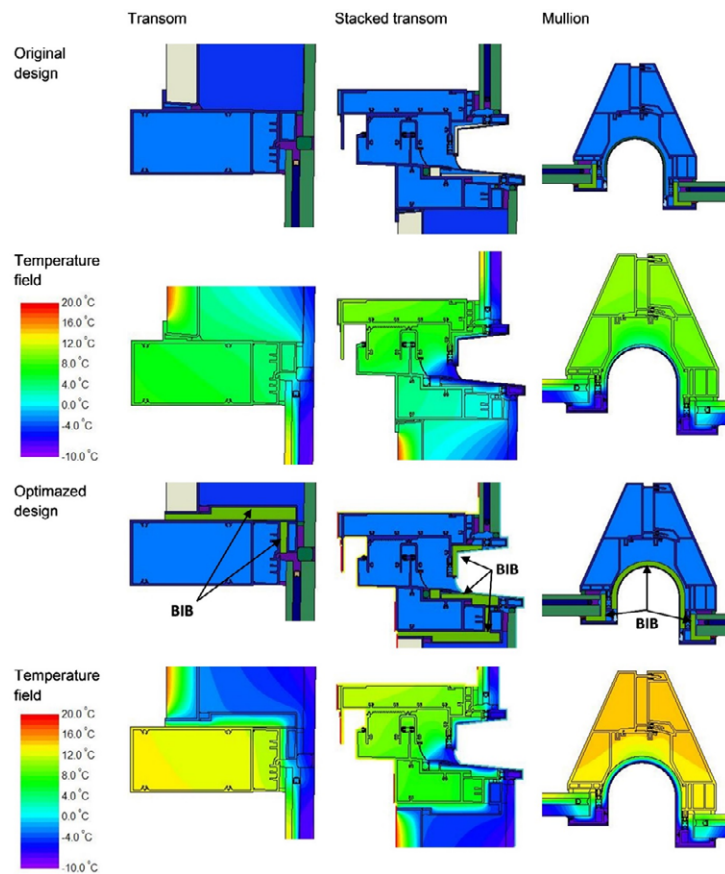 Transom
Stacked transom
Mullion
Original
design
Temperature
field
20.0 °C
16.0 °C
12.0 °C
8.0 °C
4.0 °C
0.0 °C
-4.0 °C
-10.0 °C
Optimazed
design
BIB
BIB
BIB
Temperature
field
20.0 °C
16.0 °C
12.0 °C
8.0 °C
4.0 °C
0.0 °C
-4.0 °C
-10.0 °C